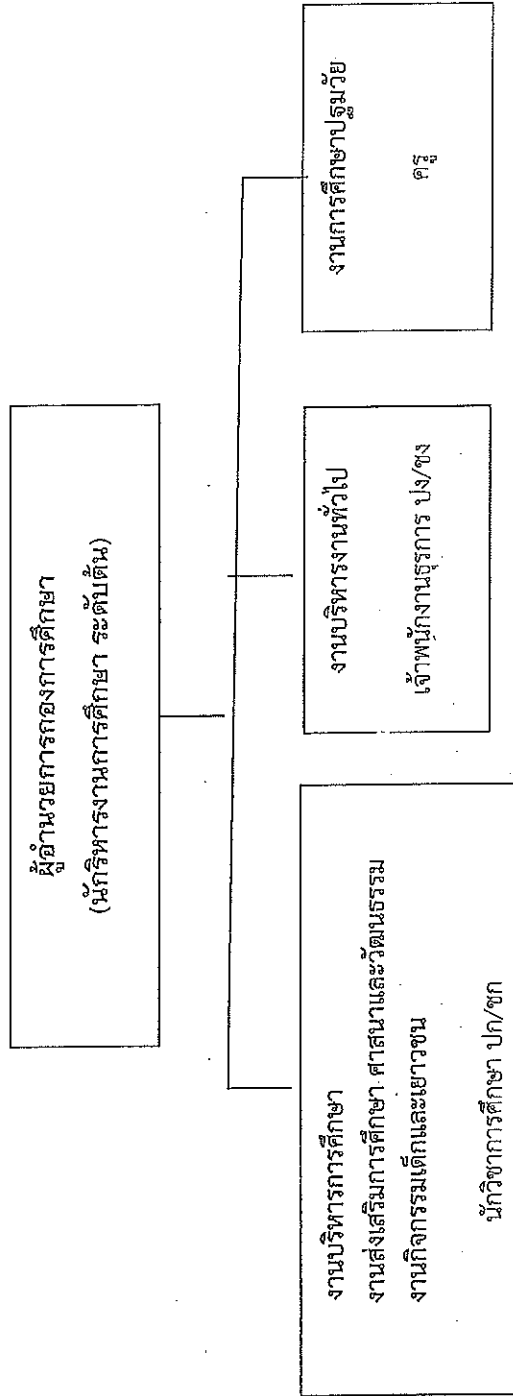 ผู้อำนวยการกองการศึกษา
(นักริหารงานการศึกษา ระดับต้น)
งานบริหารการศึกษา
งานส่งเสริมการศึกษา ศาสนาและวัฒนธรรม
งานกิจกรรมเด็กและเยาวชน
นักวิชาการศึกษา ปก/ชก
งานบริหารงานทั่วไป
เจ้าพนักงานธุรการ ปง/ชง
งานการศึกษาปฐมวัย
ครู